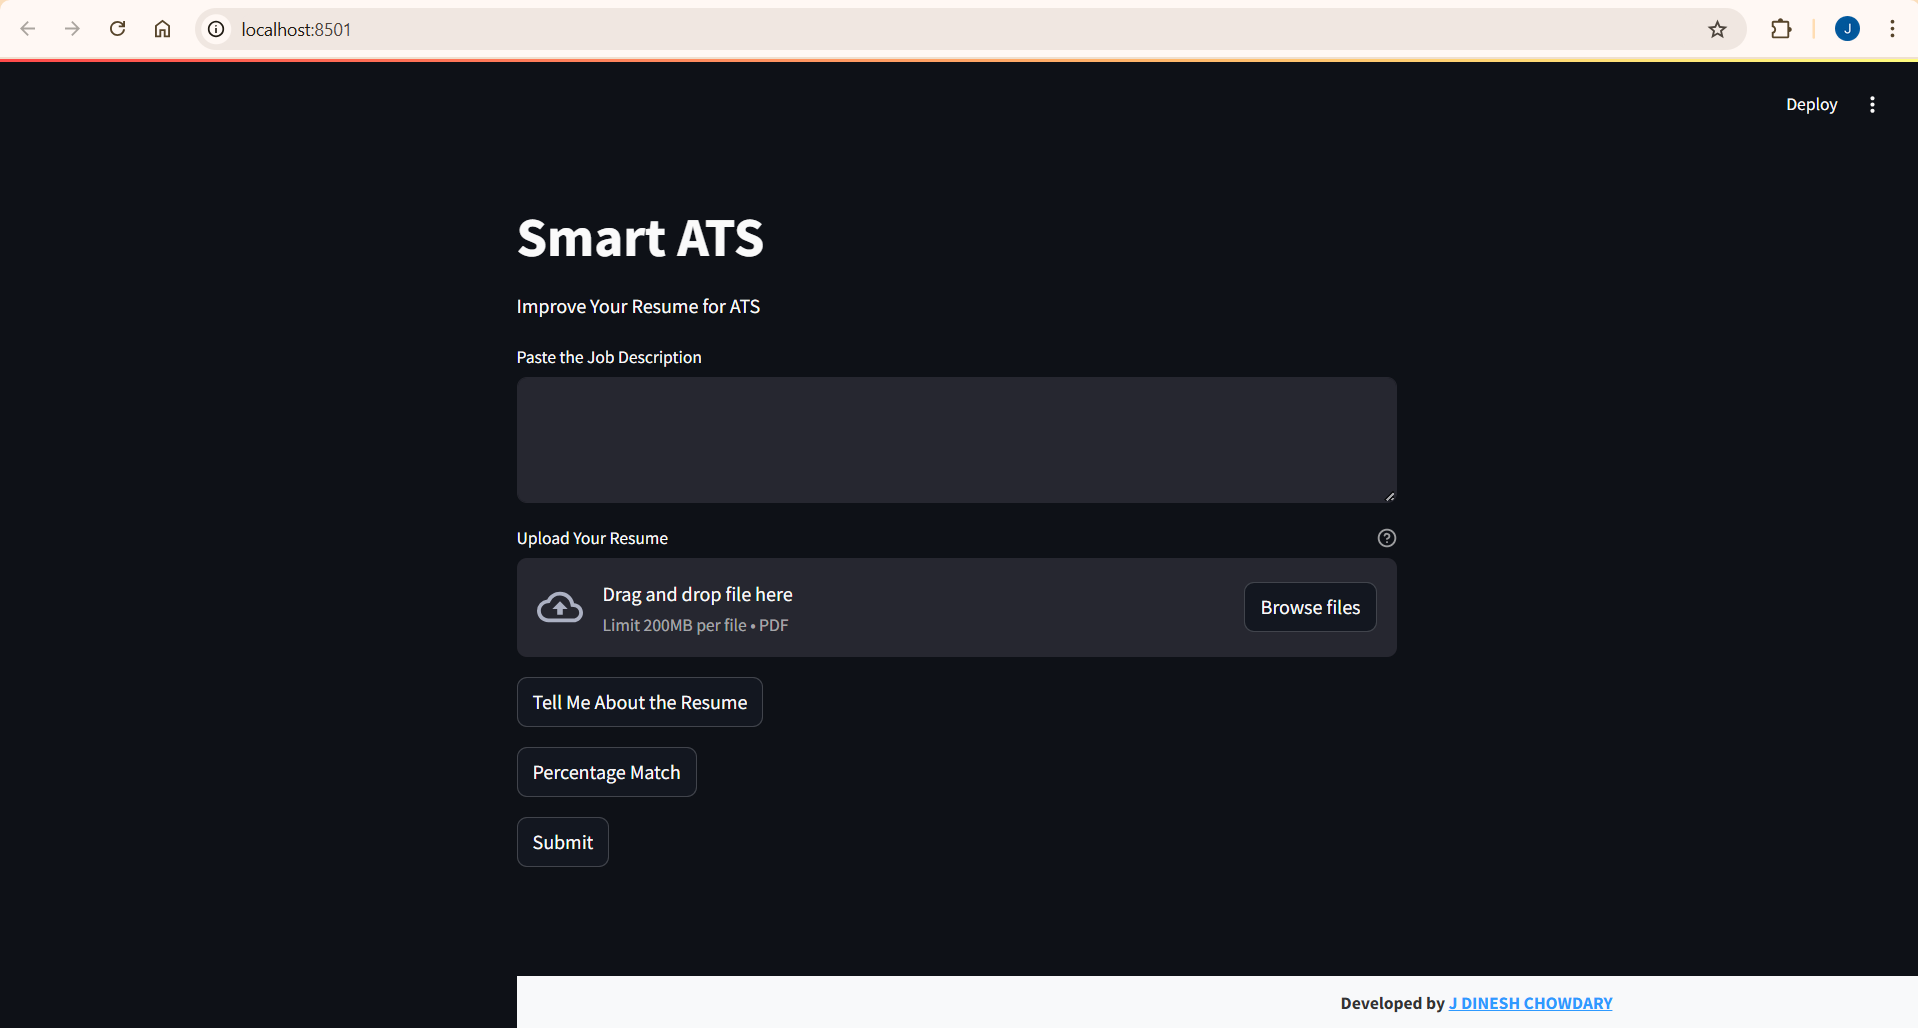 localhost:8501
J
Deploy
Smart ATS
Improve Your Resume for ATS
Paste the Job Description
Upload Your Resume
Drag and drop file here
Limit 200MB per file • PDF
Browse files
Tell Me About the Resume
Percentage Match
Submit
Developed by J DINESH CHOWDARY